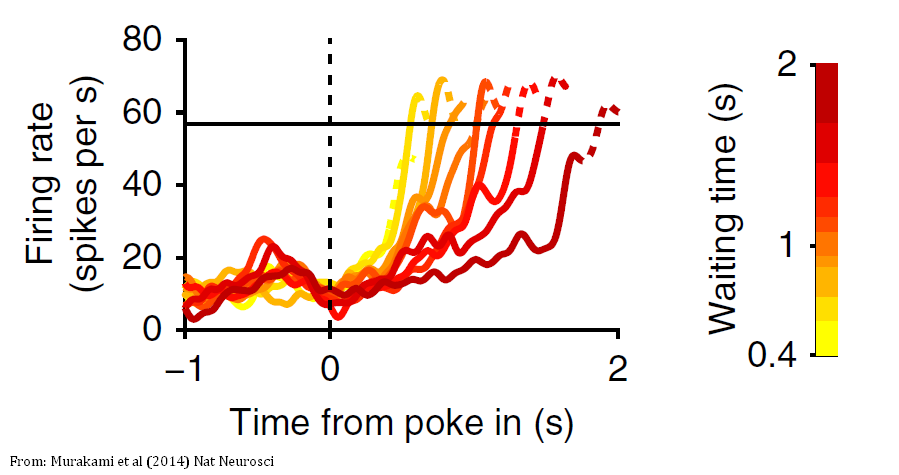 80
60
40
20
0
Firing rate
(spikes per s)
−1
0
2
Time from poke in (s)
2
1
0.4
Waiting time (s)
From: Murakami et al (2014) Nat Neurosci